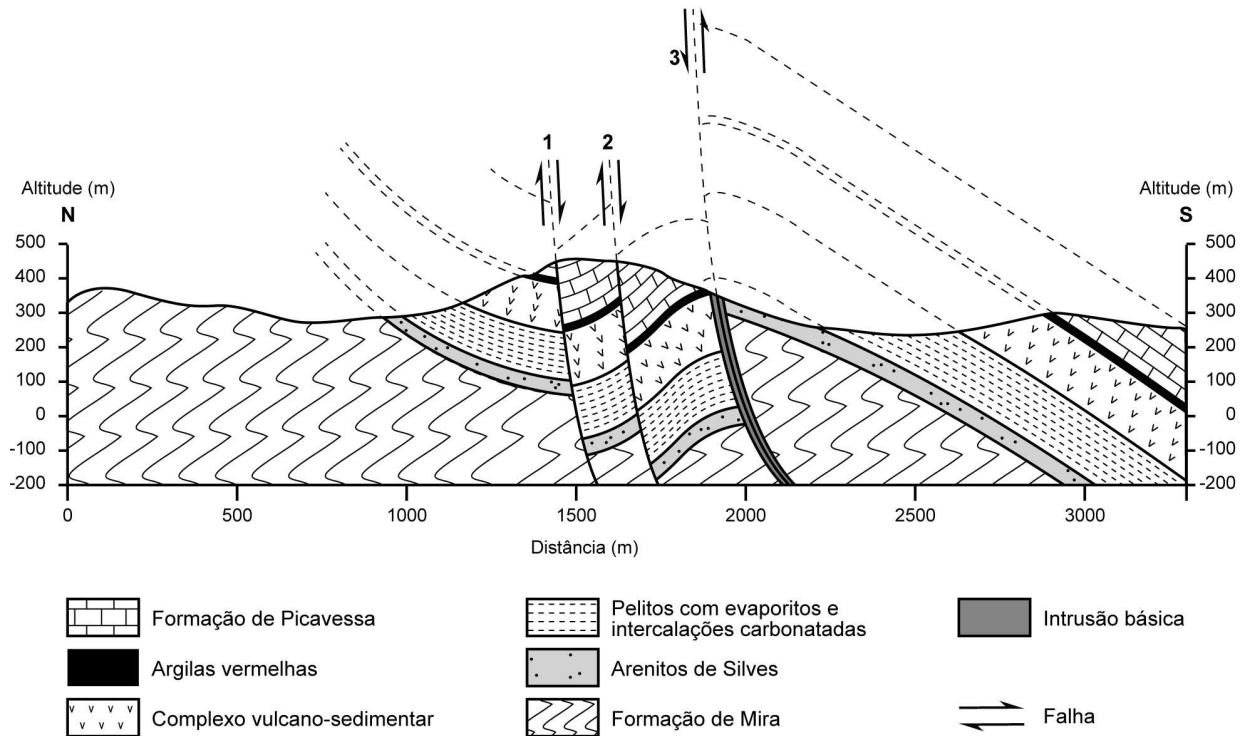 3
1
2
Altitude (m)
N
Altitude (m)
S
500
400
300
200
100
0
-100
-200
500
400
300
200
100
0
-100
-200
0
500
1000
1500
2000
2500
3000
Distância (m)
Formação de Picavessa
Argilas vermelhas
Complexo vulcano-sedimentar
Pelitos com evaporitos e
intercalações carbonatadas
Arenitos de Silves
Formação de Mira
Intrusão básica
Falha